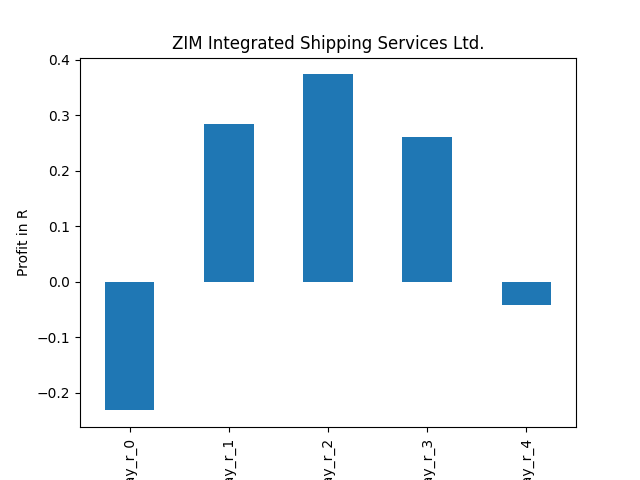 ZIM Integrated Shipping Services Ltd.
Profit in R
0.4
0.3
0.2
0.1
0.0
−0.1
−0.2
ay_r_0
ay_r_1
ay_r_2
ay_r_3
ay_r_4